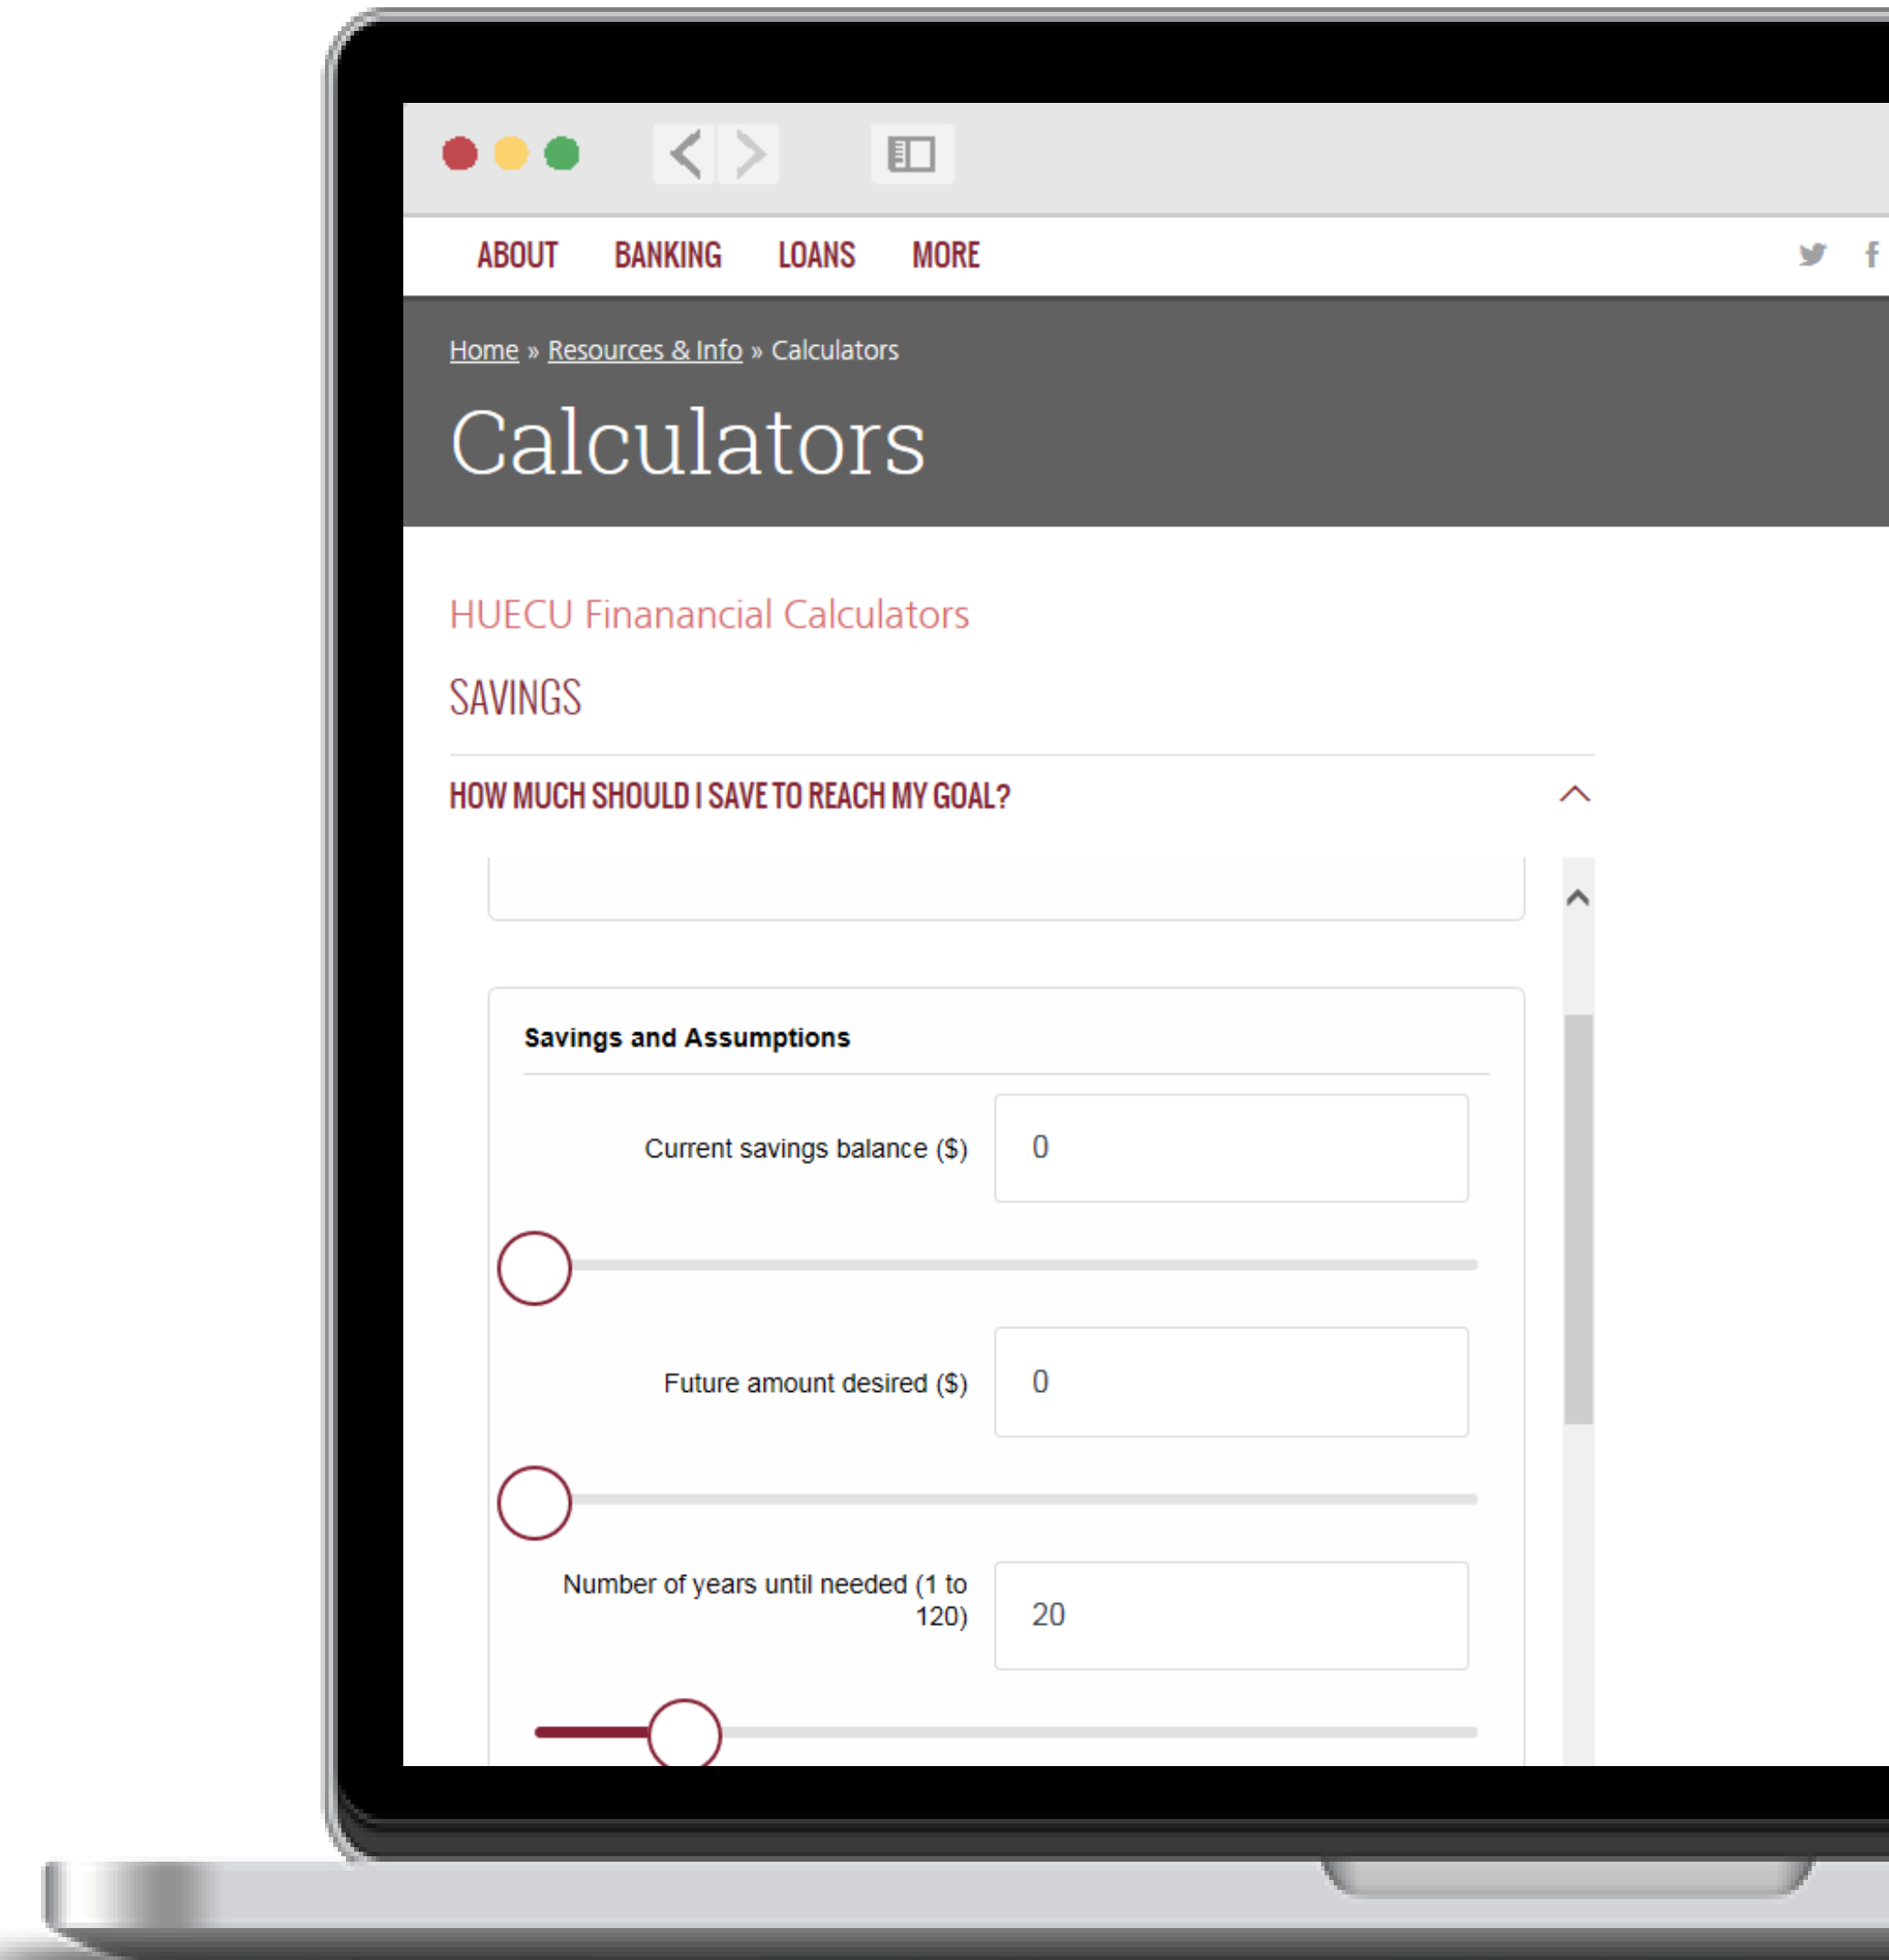 ABOUT BANKING LOANS MORE
Home » Resources & Info » Calculators
Calculators
HUECU Finanancial Calculators
SAVINGS
HOW MUCH SHOULD I SAVE TO REACH MY GOAL?
Savings and Assumptions
Current savings balance ($) 0
Future amount desired ($) 0
Number of years until needed (1 to
120) 20